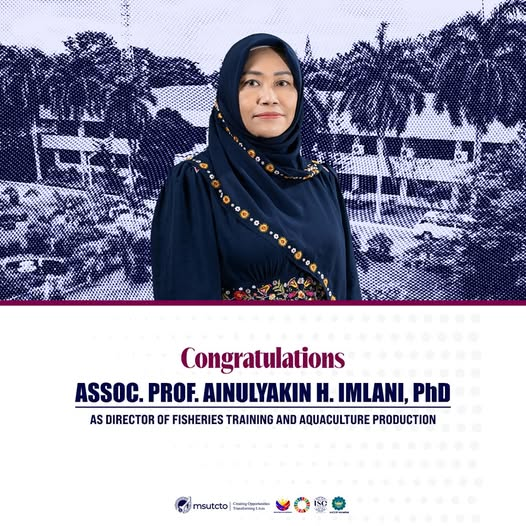 Congratulations
ASSOC. PROF. AINULYAKIN H. IMLANI, PhD
AS DIRECTOR OF FISHERIES TRAINING AND AQUACULTURE PRODUCTION
msutcto
Creating Opportunities
Transforming Lives